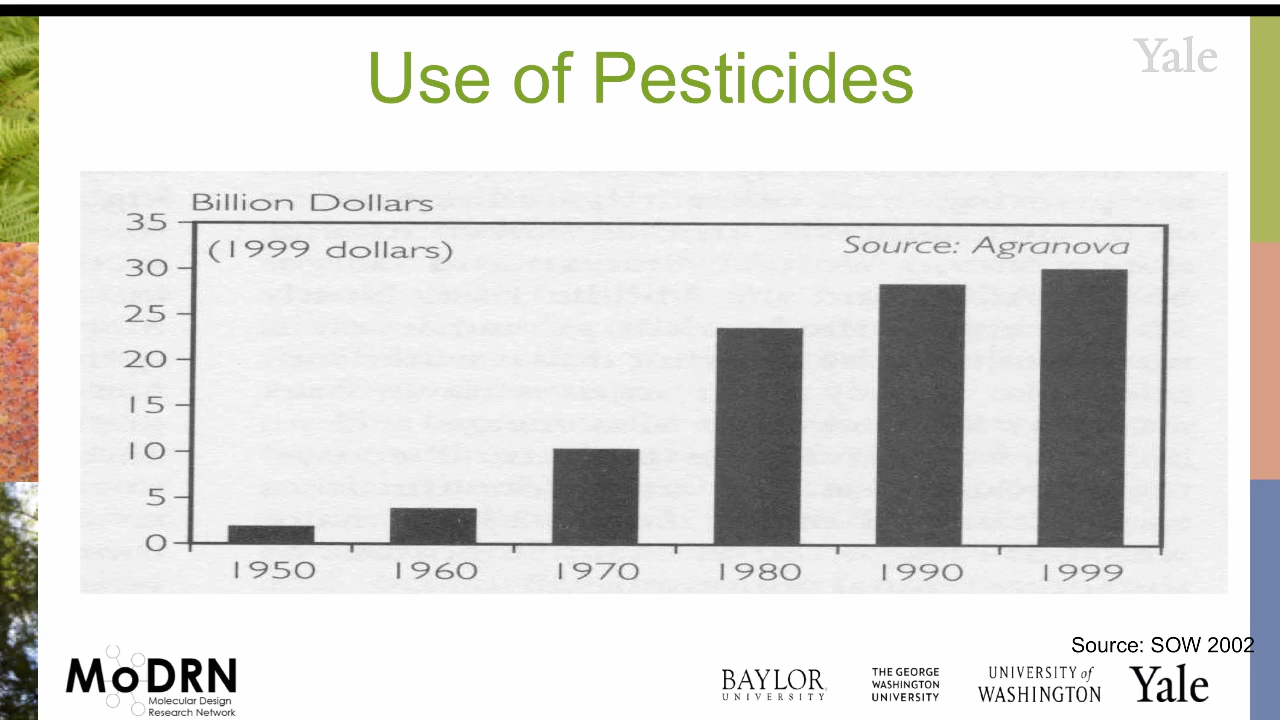 Use of Pesticides
Yale
Billion Dollars
35
(1999 dollars)
Source: Agranova
30
25
20
15
10
5
0
1950 1960 1970 1980 1990 1999
Source: SOW 2002
MoDRN
Molecular Design
Research Network
BAYLOR
UNIVERSITY
THE GEORGE
WASHINGTON
UNIVERSITY
UNIVERSITY of
WASHINGTON
Yale